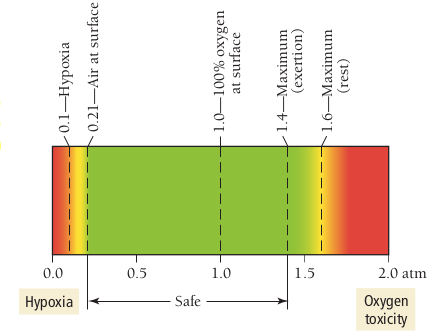 0.1—Hypoxia
0.21—Air at surface
1.0—100% oxygen
at surface
1.4—Maximum
(exertion)
1.6—Maximum
(rest)
0.0
0.5
1.0
1.5
2.0 atm
Hypoxia
Safe
Oxygen
toxicity